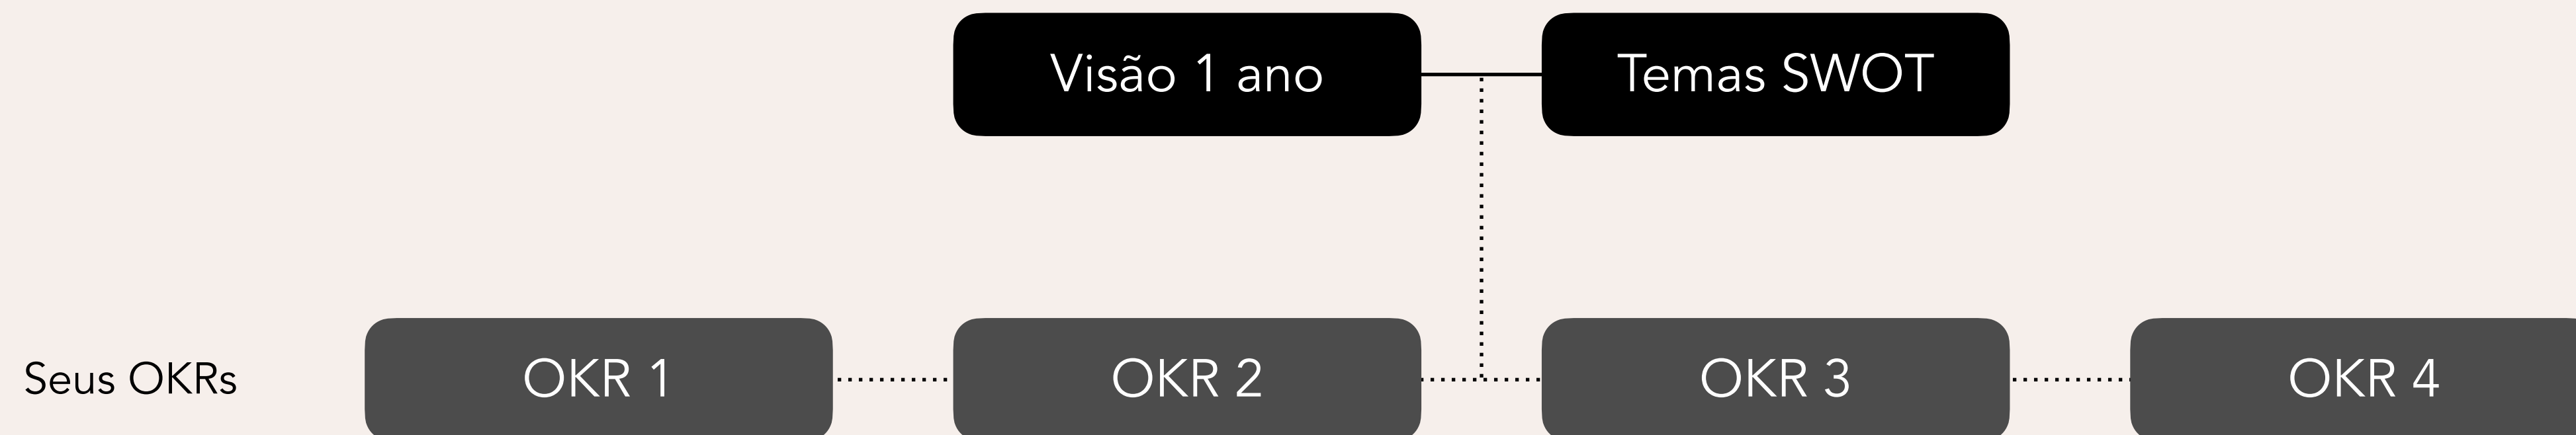 Visão 1 ano
Temas SWOT
Seus OKRs
OKR 1
OKR 2
OKR 3
OKR 4